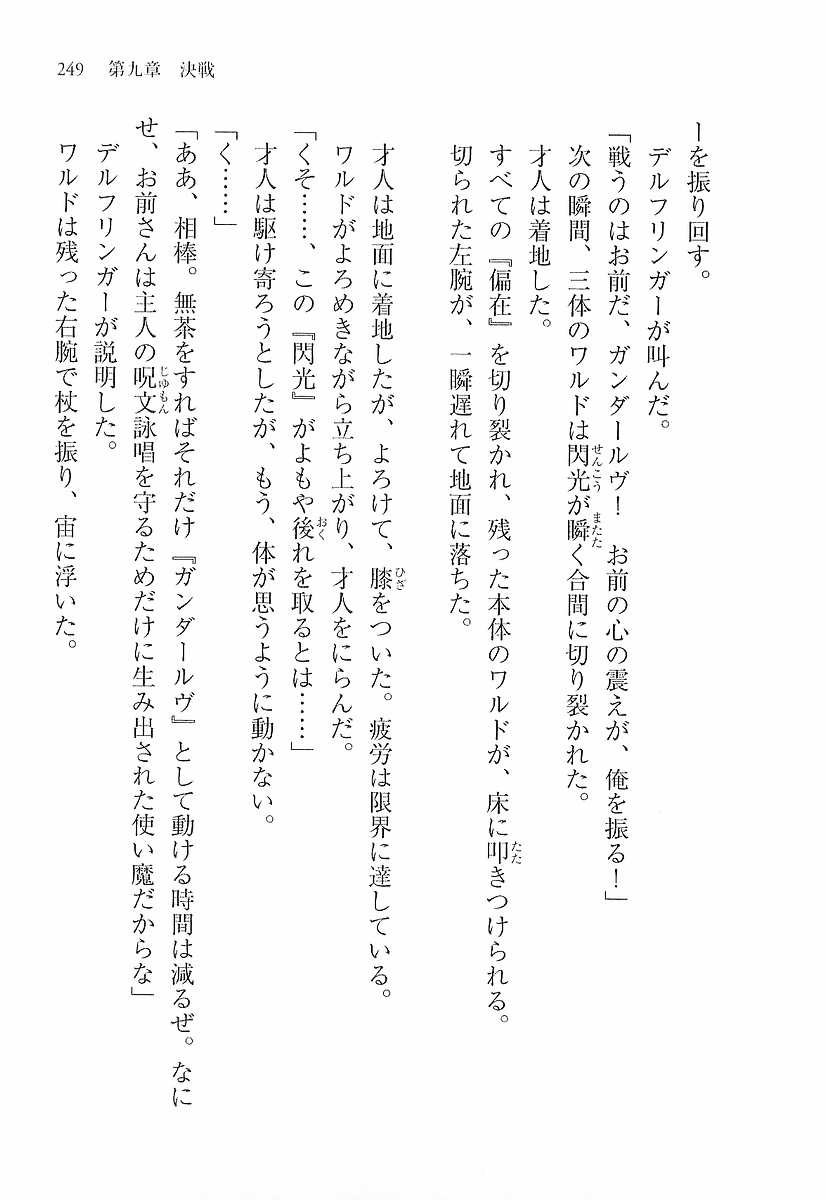 249　第九章　決戦
ーを振り回す。
デルフリンガーが叫んだ。
「戦うのはお前だ、ガンダールヴ！　お前の心の震えが、俺を振る！」
次の瞬間、三体のワルドは閃光が瞬く合間に切り裂かれた。
才人は着地した。
すべての『偏在』を切り裂かれ、残った本体のワルドが、床に叩きつけられる。
切られた左腕が、一瞬遅れて地面に落ちた。
才人は地面に着地したが、よろけて、膝をついた。疲労は限界に達している。
ワルドがよろめきながら立ち上がり、才人をにらんだ。
「くそ……、この『閃光』がよもや後れを取るとは……」
才人は駆け寄ろうとしたが、もう、体が思うように動かない。
「く……」
「ああ、相棒。無茶をすればそれだけ『ガンダールヴ』として動ける時間は減るぜ。なに
せ、お前さんは主人の呪文詠唱を守るためだけに生み出された使い魔だからな」
デルフリンガーが説明した。
ワルドは残った右腕で杖を振り、宙に浮いた。